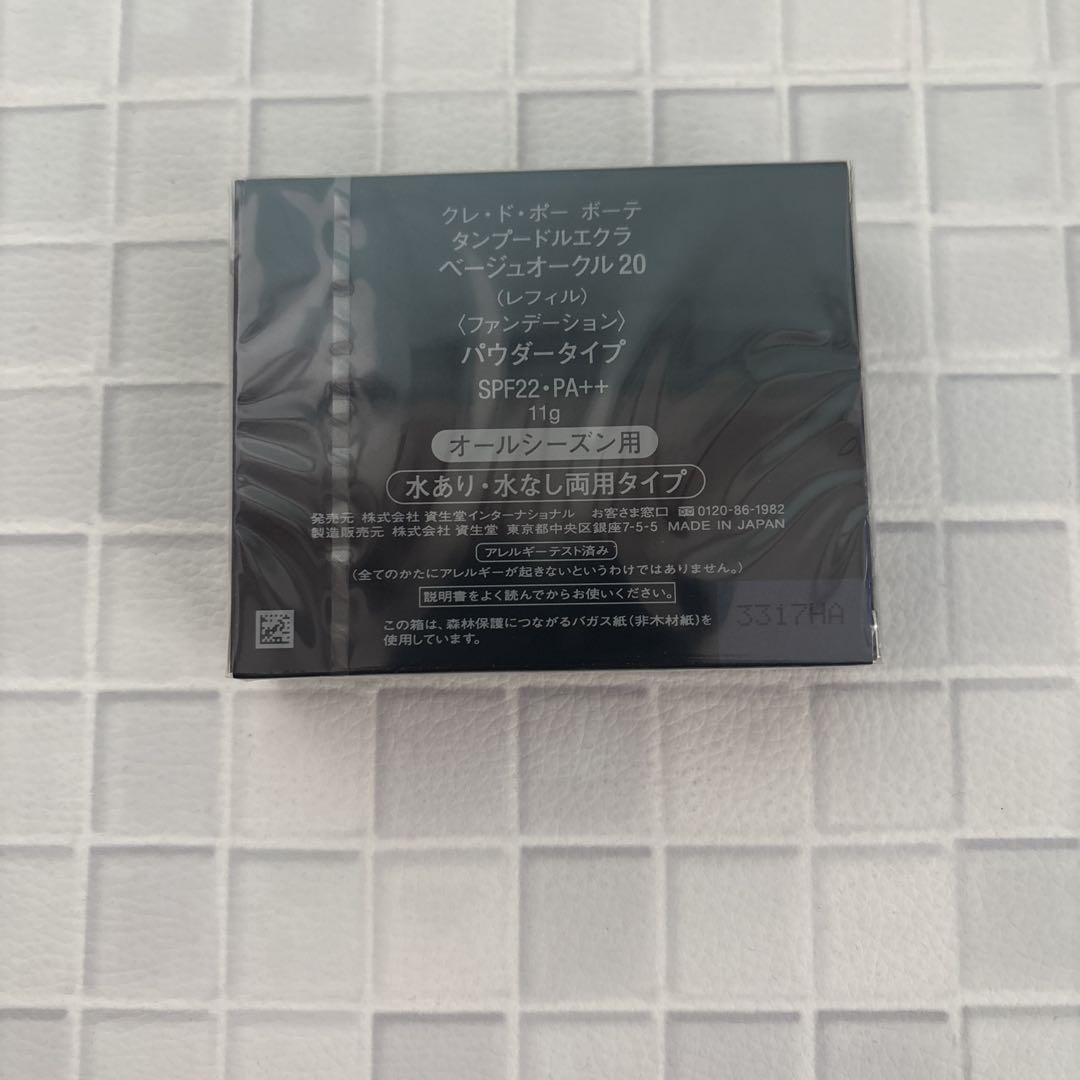 クレ・ド・ポー ボーテ
タンプードルエクラ
ベージュオークル20
（レフィル）
〈ファンデーション〉
パウダータイプ
SPF22・PA++
11g
オールシーズン用
水あり・水なし両用タイプ
発売元 株式会社 資生堂インターナショナル お客さま窓口 0120-86-1982
製造販売元 株式会社 資生堂 東京都中央区銀座7-5-5 MADE IN JAPAN
アレルギーテスト済み
（全てのかたにアレルギーが起きないというわけではありません。）
説明書をよく読んでからお使いください。
この箱は、森林保護につながるバガス紙（非木材紙）を
使用しています。
3317HA